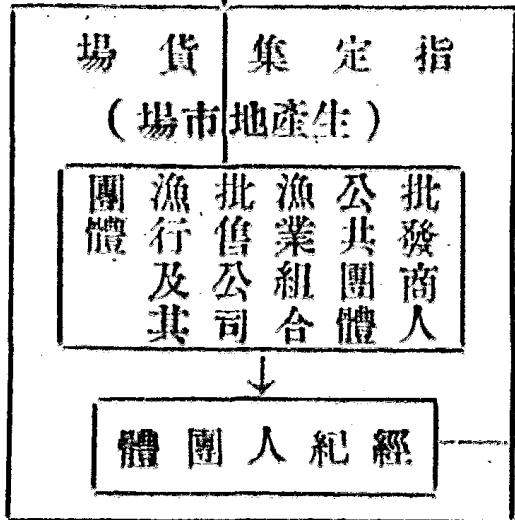 指定集貨場
(生產地市場)
批發商人
公共團體
漁業組合
批售公司
漁行及其
團體
經紀人團體